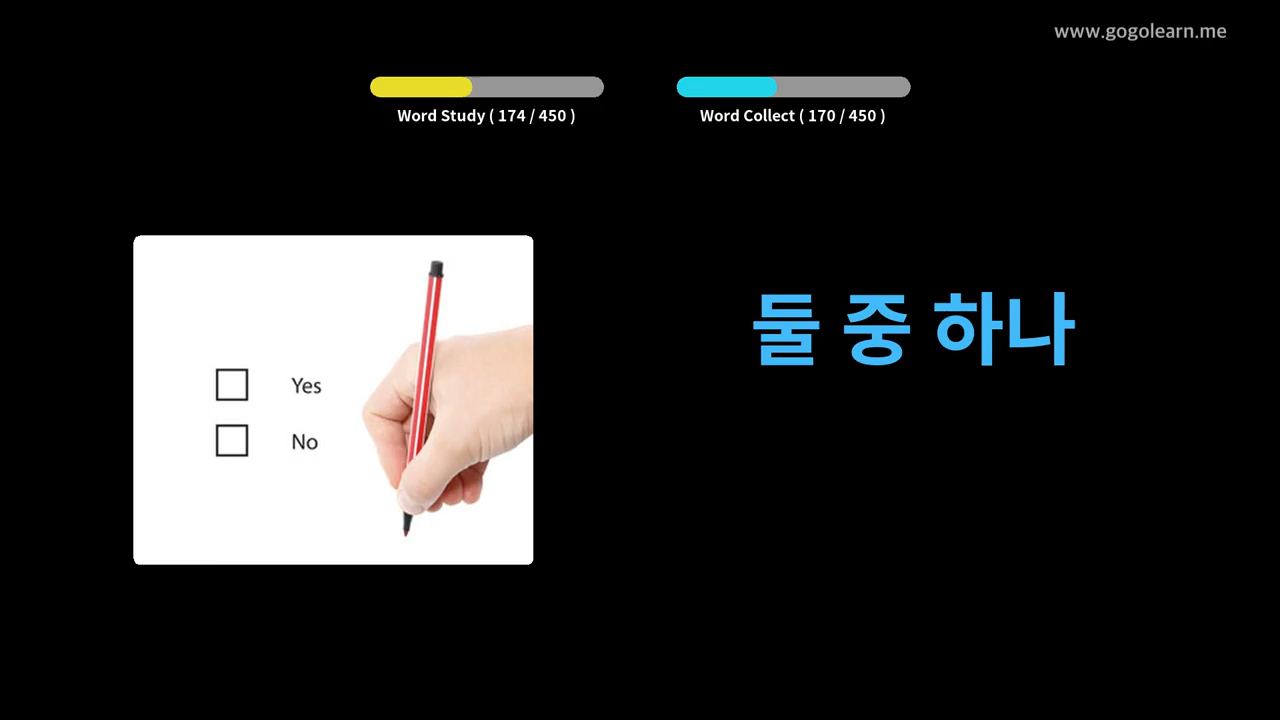 www.gogolearn.me
Word Study ( 174 / 450 )
Word Collect ( 170 / 450 )
둘 중 하나
Yes
No